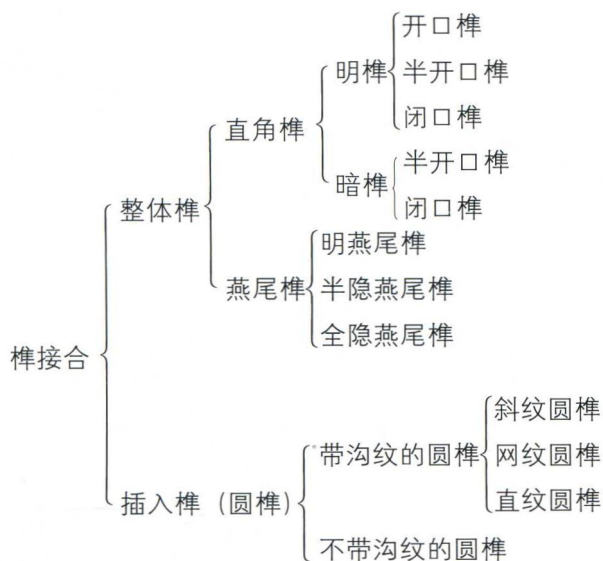 开口榫
明榫
半开口榫
闭口榫
直角榫
半开口榫
暗榫
闭口榫
整体榫
明燕尾榫
燕尾榫
半隐燕尾榫
全隐燕尾榫
榫接合
斜纹圆榫
带沟纹的圆榫
网纹圆榫
直纹圆榫
插入榫（圆榫）
不带沟纹的圆榫